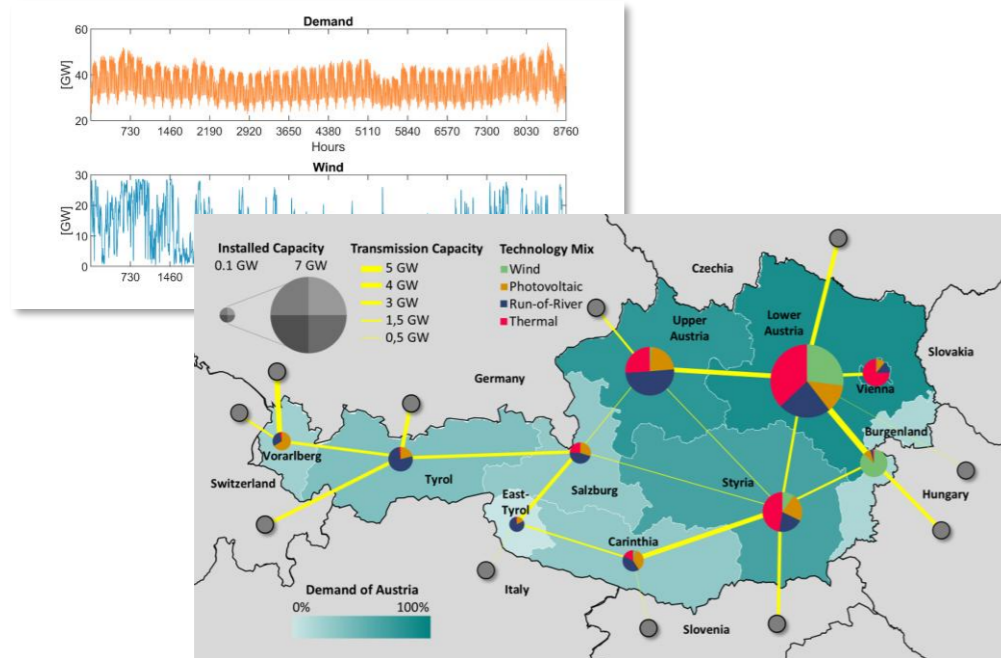 Demand
60
40
20
[GW]
730 1460 2190 2920 3650 4380 5110 5840 6570 7300 8030 8760
Hours
Wind
30
20
10
0
[GW]
730 1460
Installed Capacity
0.1 GW 7 GW
Transmission Capacity
5 GW
4 GW
3 GW
1,5 GW
0,5 GW
Technology Mix
Wind
Photovoltaic
Run-of-River
Thermal
Czechia
Upper
Austria
Lower
Austria
Slovakia
Germany
Vienna
Burgenland
Vorarlberg
Switzerland
Tyrol
Salzburg
Styria
Hungary
East-
Tyrol
Carinthia
Italy
Slovenia
Demand of Austria
0% 100%